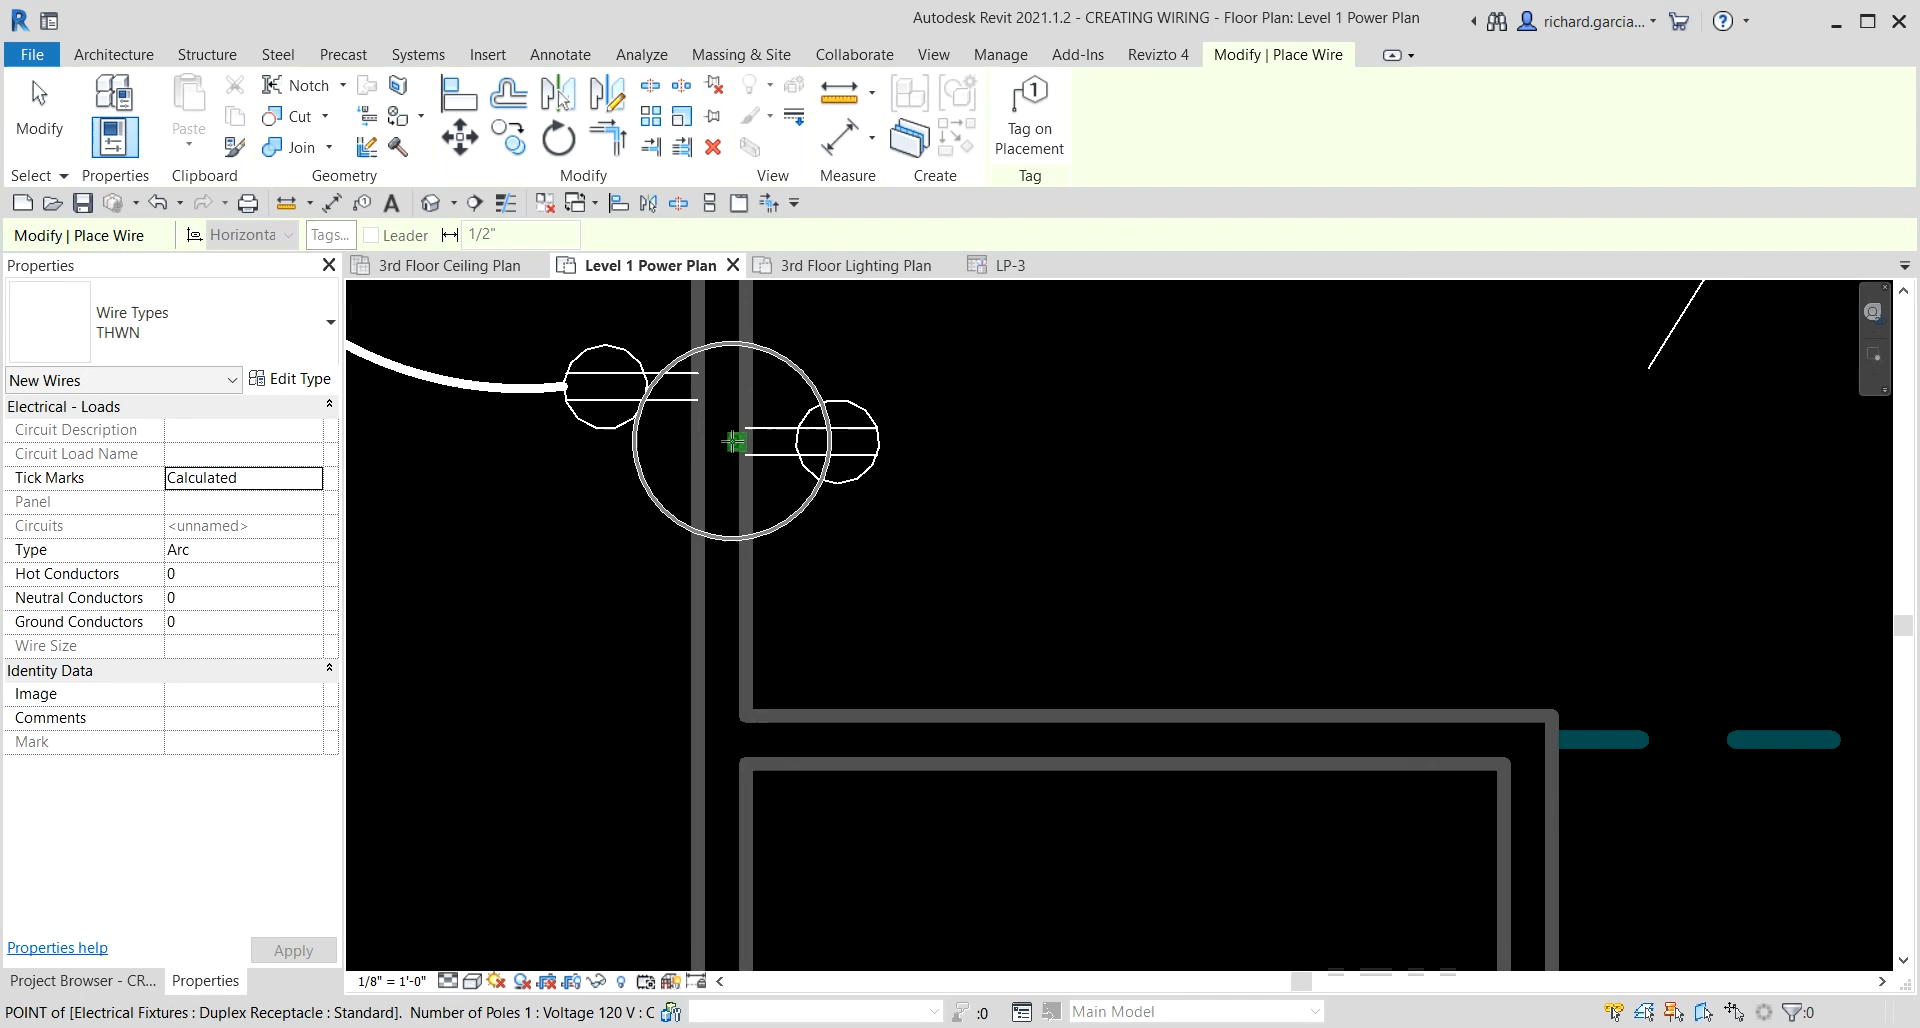 Autodesk Revit 2021.1.2 - CREATING WIRING - Floor Plan: Level 1 Power Plan
richard.garcia...
File Architecture Structure Steel Precast Systems Insert Annotate Analyze Massing & Site Collaborate View Manage Add-Ins Revizto 4 Modify | Place Wire
Modify
Paste
Notch
Cut
Join
Tag on
Placement
Select Properties Clipboard Geometry Modify View Measure Create Tag
Modify | Place Wire Horizonta Tags... Leader 1/2"
Properties
3rd Floor Ceiling Plan Level 1 Power Plan 3rd Floor Lighting Plan LP-3
Wire Types
THWN
New Wires Edit Type
Electrical - Loads
Circuit Description
Circuit Load Name
Tick Marks Calculated
Panel
Circuits <unnamed>
Type Arc
Hot Conductors 0
Neutral Conductors 0
Ground Conductors 0
Wire Size
Identity Data
Image
Comments
Mark
Properties help Apply
Project Browser - CR... Properties
1/8" = 1'-0"
POINT of [Electrical Fixtures : Duplex Receptacle : Standard]. Number of Poles 1 : Voltage 120 V : C :0 Main Model :0